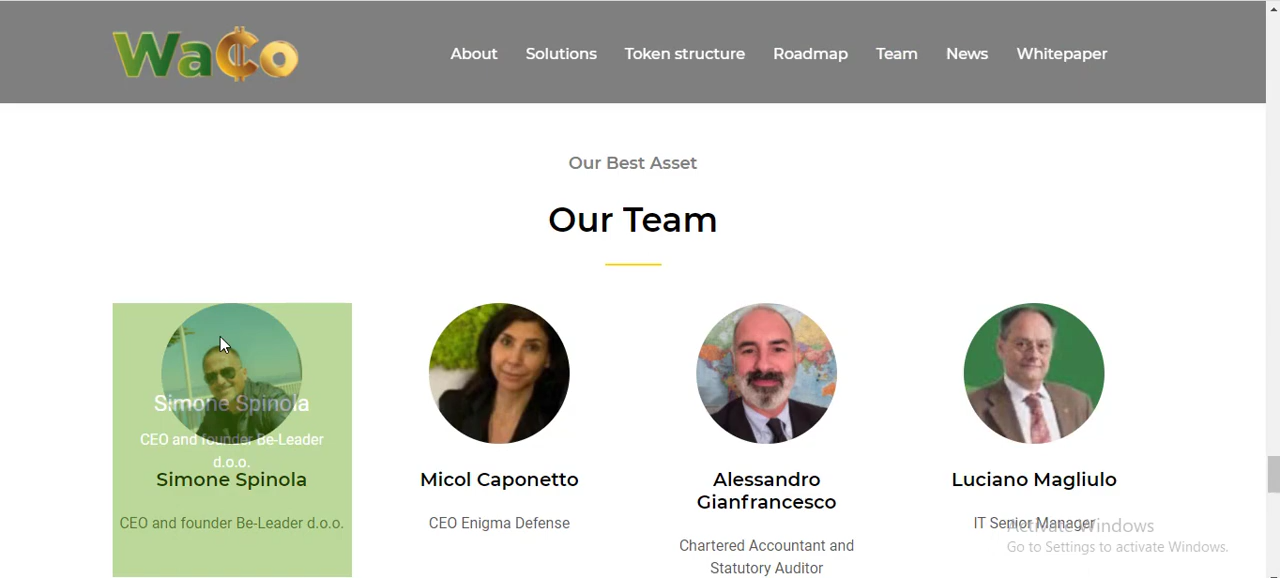 WaCo
About Solutions Token structure Roadmap Team News Whitepaper
Our Best Asset
Our Team
Simone Spinola
CEO and founder Be-Leader
d.o.o.
Simone Spinola
CEO and founder Be-Leader d.o.o.
Micol Caponetto
CEO Enigma Defense
Alessandro
Gianfrancesco
Chartered Accountant and
Statutory Auditor
Luciano Magliulo
IT Senior Manager
Activate Windows
Go to Settings to activate Windows.